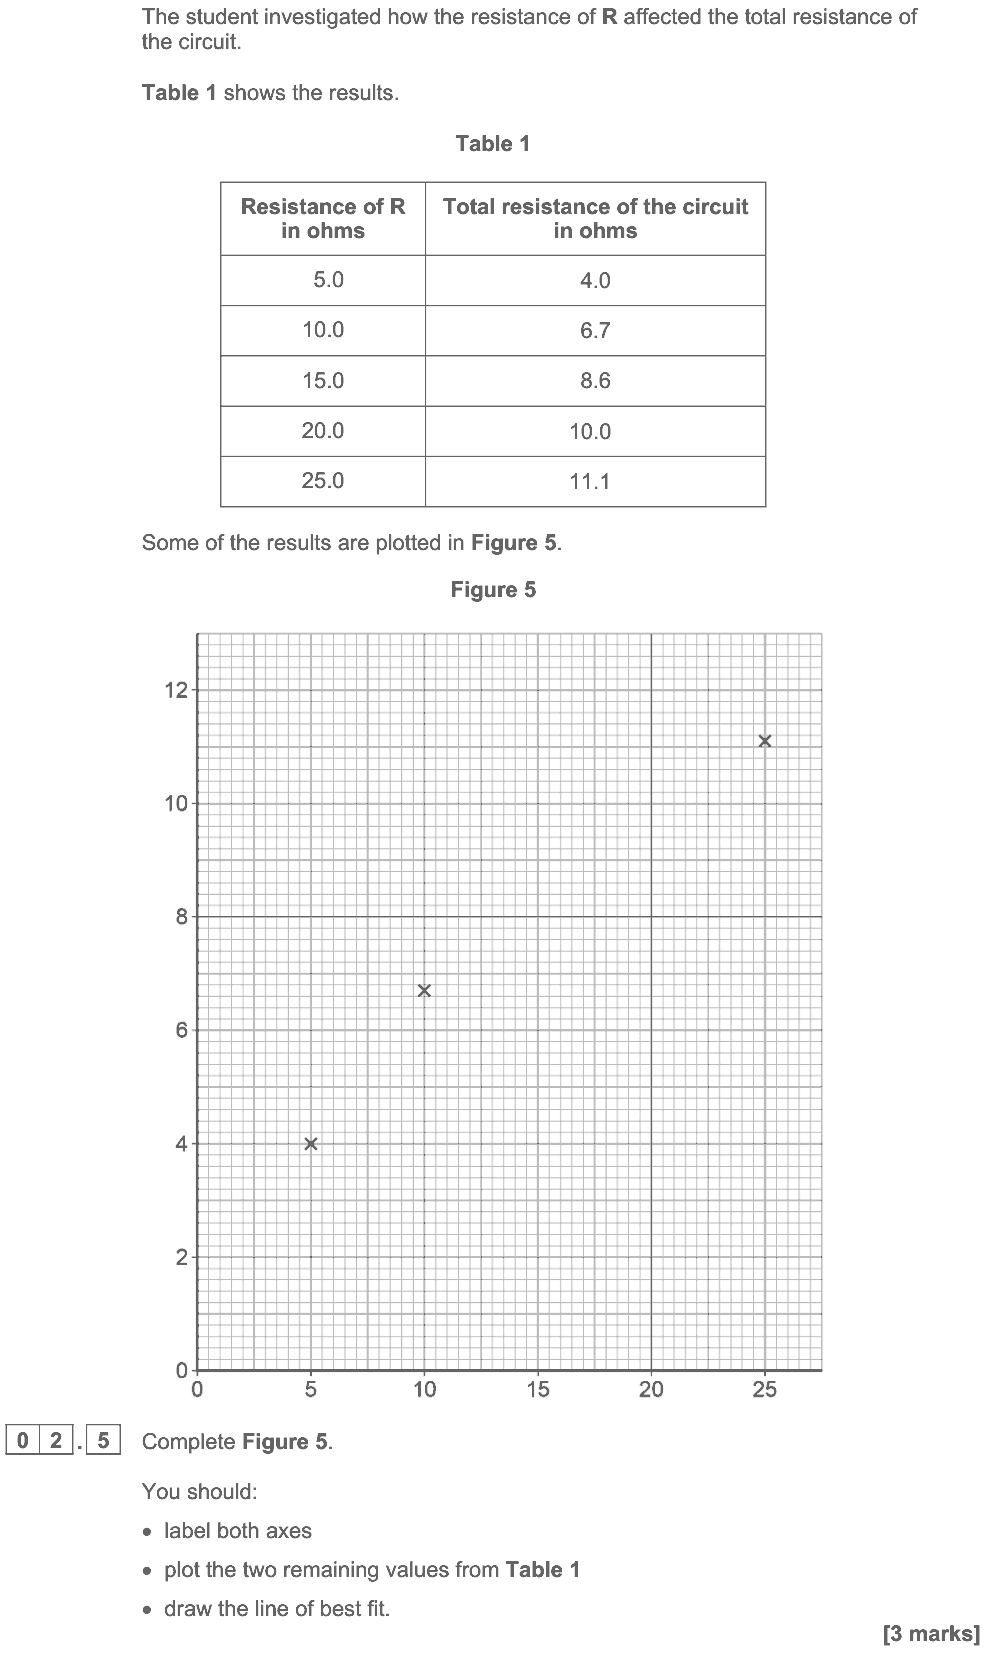 The student investigated how the resistance of R affected the total resistance of
the circuit.
Table 1 shows the results.
Table 1
Resistance of R
in ohms
Total resistance of the circuit
in ohms
5.0 4.0
10.0 6.7
15.0 8.6
20.0 10.0
25.0 11.1
Some of the results are plotted in Figure 5.
Figure 5
12
10
8
6
4
2
0
0 5 10 15 20 25
0 2 . 5 Complete Figure 5.
You should:
• label both axes
• plot the two remaining values from Table 1
• draw the line of best fit.
[3 marks]